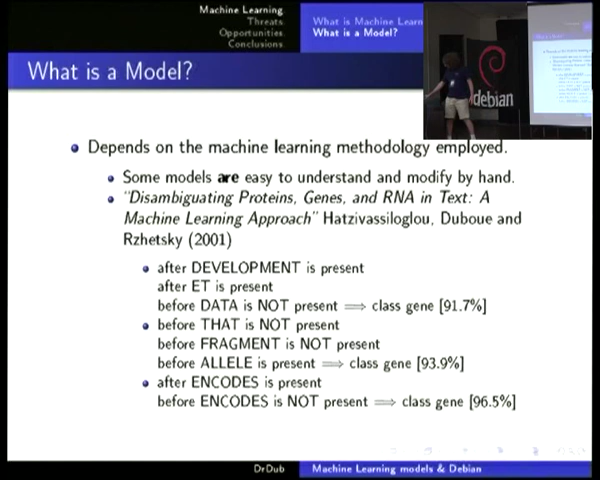 Machine Learning
Threats
Opportunities
Conclusions
What is Machine Learn
What is a Model?
What is a Model?
debian
Depends on the machine learning methodology employed.
Some models are easy to understand and modify by hand.
"Disambiguating Proteins, Genes, and RNA in Text: A
Machine Learning Approach" Hatzivassiloglou, Duboue and
Rzhetsky (2001)
after DEVELOPMENT is present
after ET is present
before DATA is NOT present ⟹ class gene [91.7%]
before THAT is NOT present
before FRAGMENT is NOT present
before ALLELE is present ⟹ class gene [93.9%]
after ENCODES is present
before ENCODES is NOT present ⟹ class gene [96.5%]
DrDub
Machine Learning models & Debian